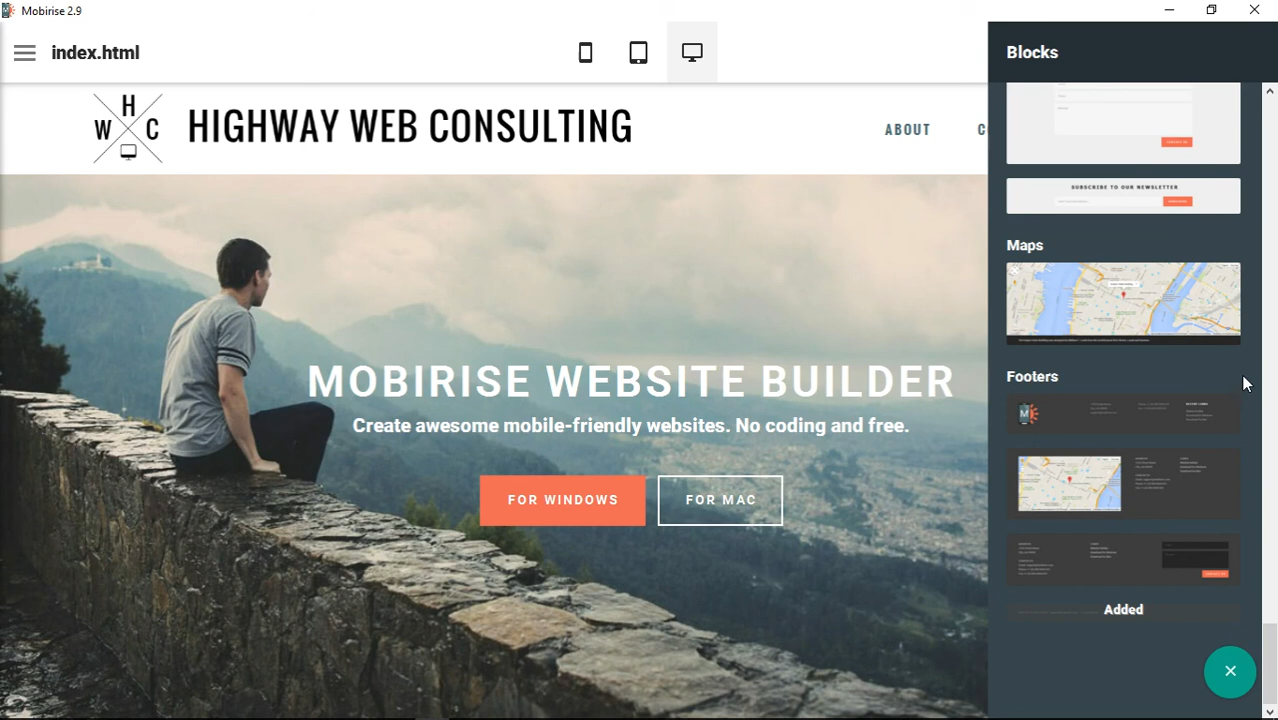 Mobirise 2.9
index.html
Blocks
H
W C
HIGHWAY WEB CONSULTING
ABOUT
SUBSCRIBE TO OUR NEWSLETTER
Maps
MOBIRISE WEBSITE BUILDER
Create awesome mobile-friendly websites. No coding and free.
FOR WINDOWS
FOR MAC
Footers
Added